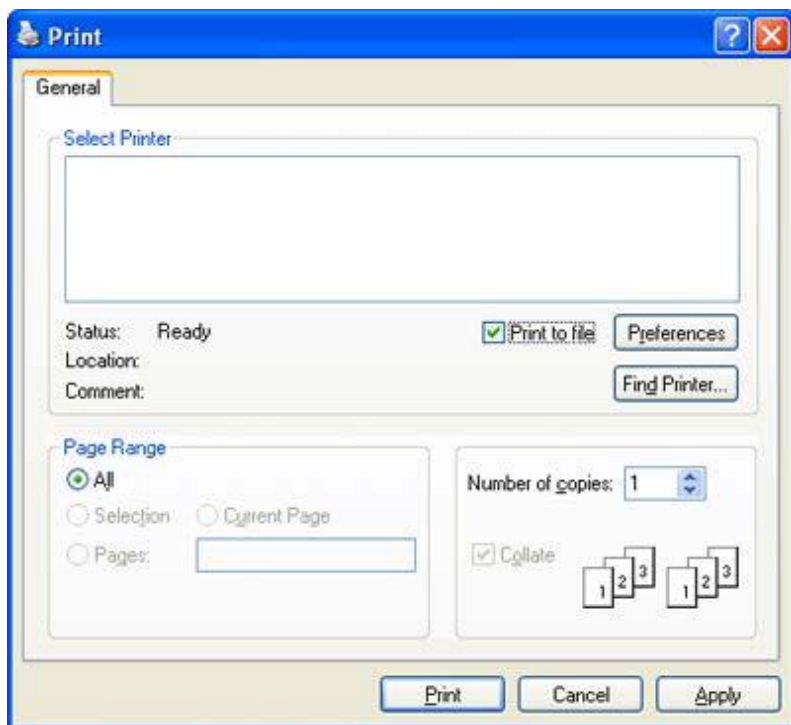 Print
General
Select Printer
Status: Ready
Print to file
Preferences
Location:
Find Printer...
Comment:
Page Range
All
Selection
Current Page
Pages:
Number of copies: 1
Collate
1 2 3 1 2 3
Print
Cancel
Apply